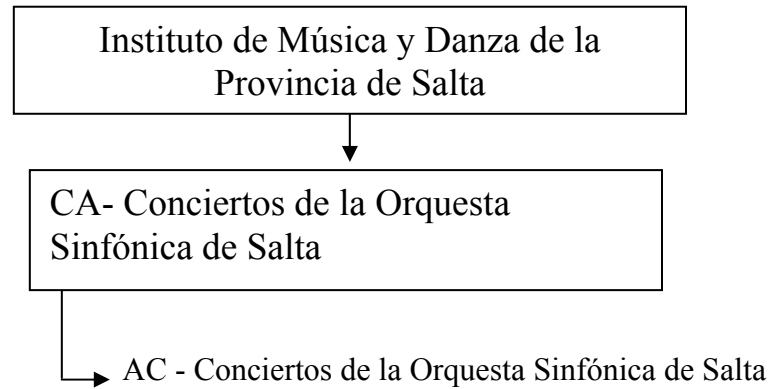 Instituto de Música y Danza de la
Provincia de Salta
CA- Conciertos de la Orquesta
Sinfónica de Salta
AC - Conciertos de la Orquesta Sinfónica de Salta